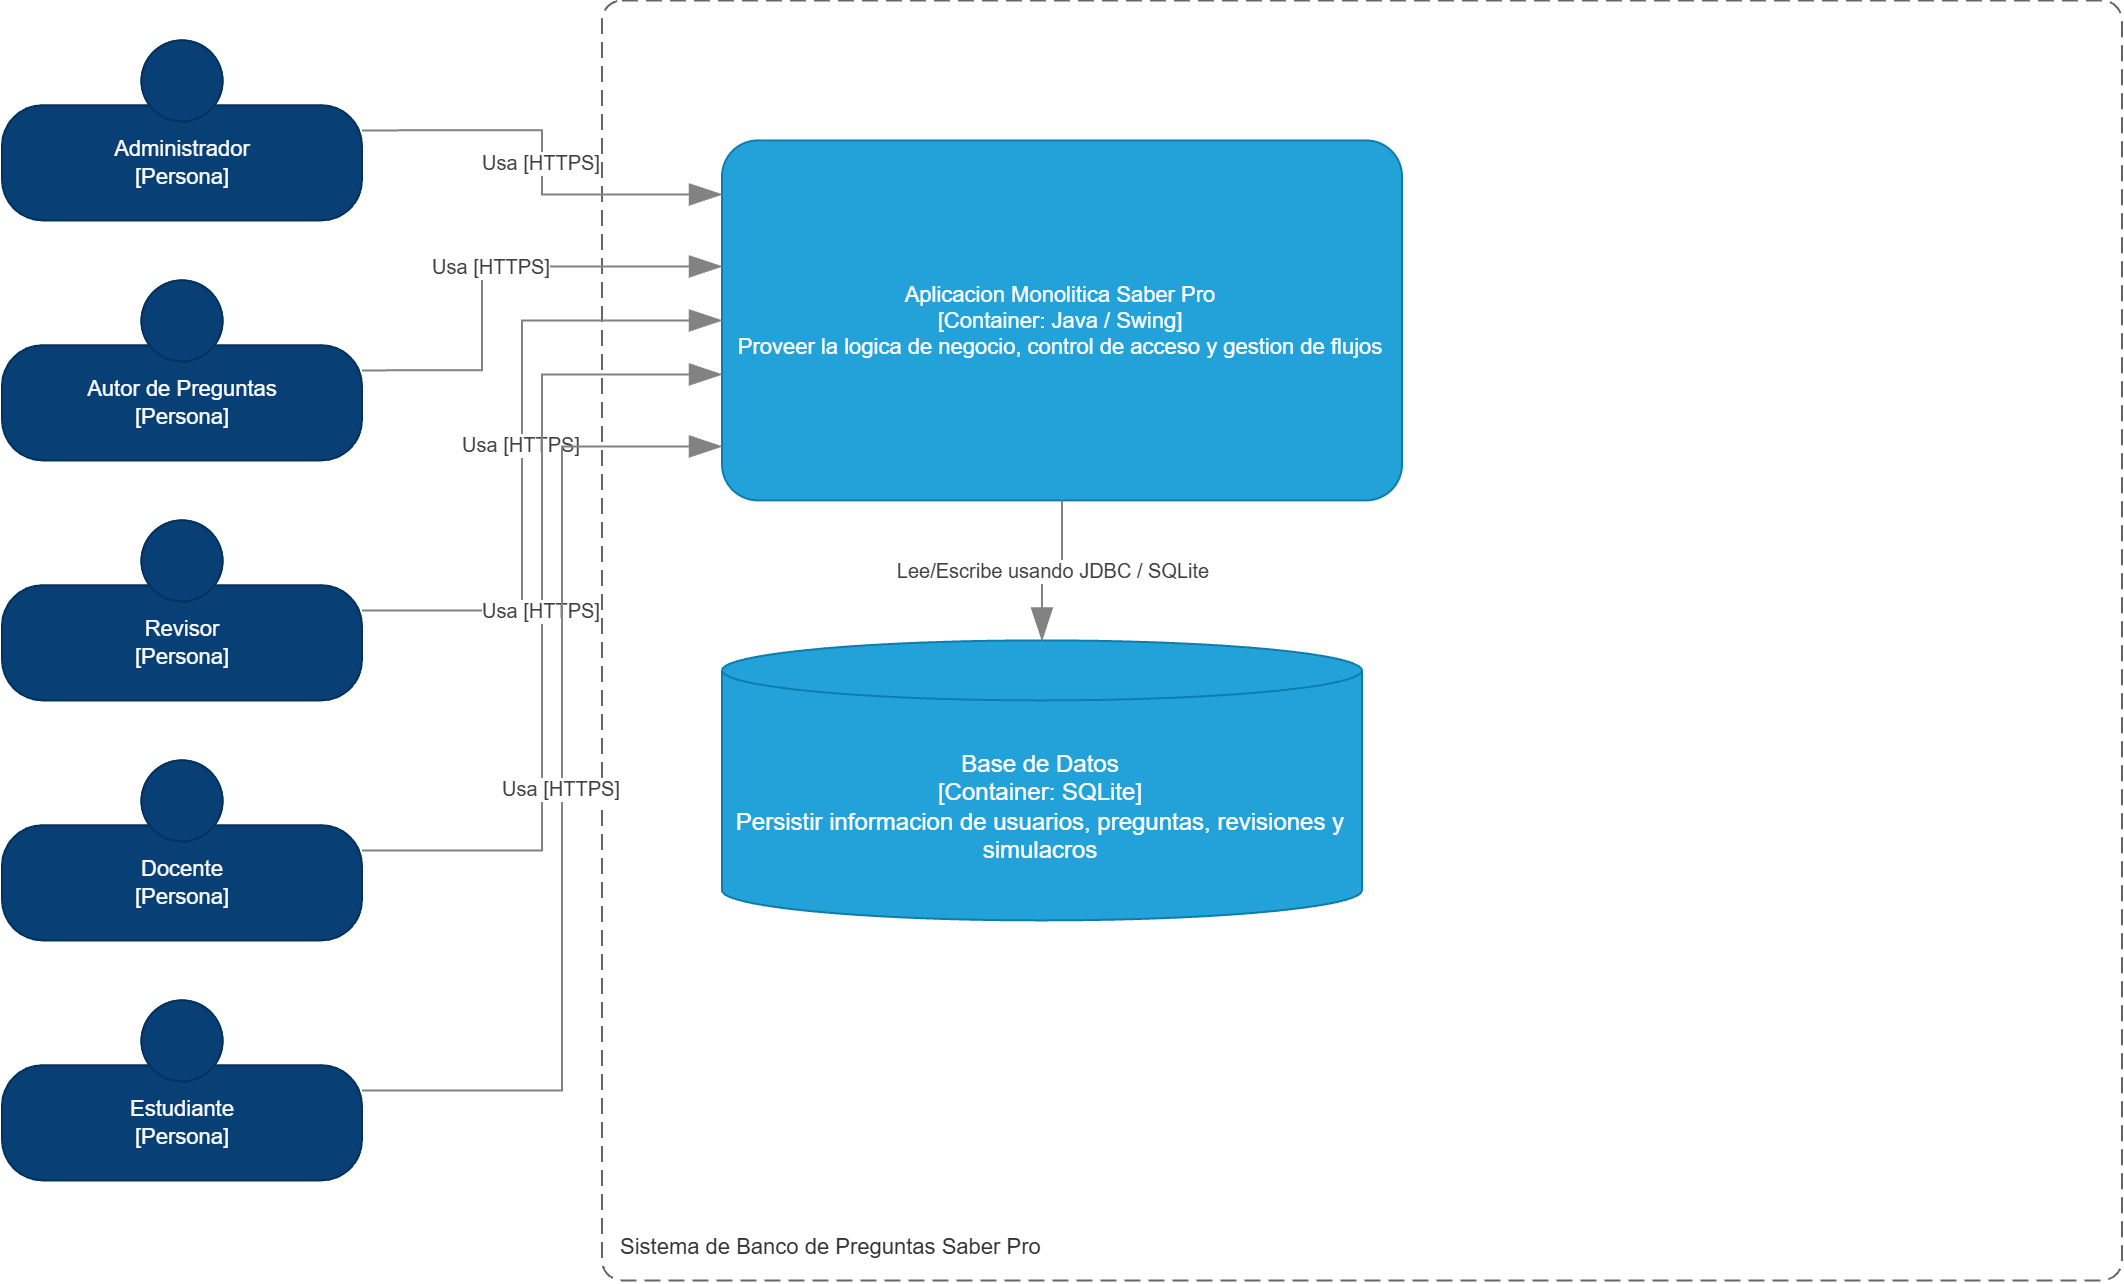 Administrador
[Persona]
Usa [HTTPS]
Autor de Preguntas
[Persona]
Usa [HTTPS]
Revisor
[Persona]
Usa [HTTPS]
Docente
[Persona]
Usa [HTTPS]
Estudiante
[Persona]
Usa [HTTPS]
Aplicacion Monolitica Saber Pro
[Container: Java / Swing]
Proveer la logica de negocio, control de acceso y gestion de flujos
Lee/Escribe usando JDBC / SQLite
Base de Datos
[Container: SQLite]
Persistir informacion de usuarios, preguntas, revisiones y
simulacros
Sistema de Banco de Preguntas Saber Pro